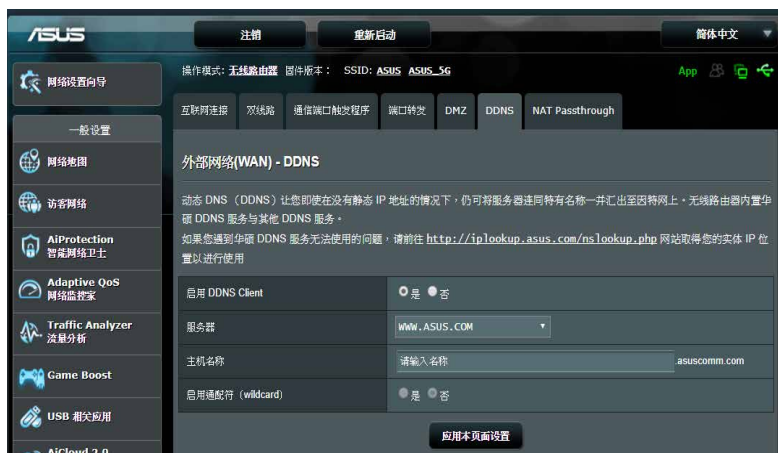 ASUS 注销 重新启动 简体中文
操作模式: 无线路由器 固件版本: SSID: ASUS ASUS_5G App
网络设置向导
互联网连接 双线路 通信端口触发程序 端口转发 DMZ DDNS NAT Passthrough
一般设置
网络地图
访客网络
AiProtection
智能网络卫士
Adaptive QoS
网络监控家
Traffic Analyzer
流量分析
Game Boost
USB 相关应用
AiCloud 2.0
外部网络(WAN) - DDNS
动态 DNS （DDNS）让您即使在没有静态 IP 地址的情况下，仍可将服务器连同特有名称一并汇出至因特网上。无线路由器内置华
硕 DDNS 服务与其他 DDNS 服务。
如果您遇到华硕 DDNS 服务无法使用的问题，请前往 http://iplookup.asus.com/nslookup.php 网站取得您的实体 IP 位
置以进行使用
启用 DDNS Client 是 否
服务器 WWW.ASUS.COM
主机名称 请输入名称 .asuscomm.com
启用通配符（wildcard） 是 否
应用本页面设置